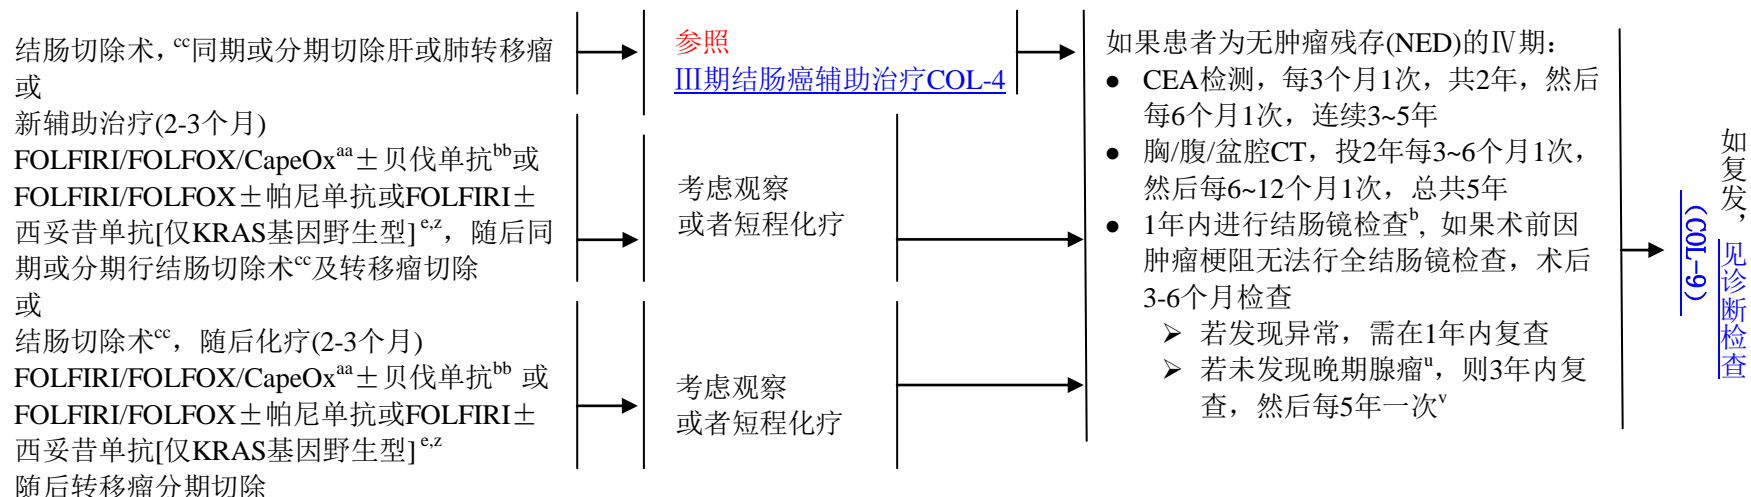 结肠切除术，cc同期或分期切除肝或肺转移瘤
或
新辅助治疗(2-3个月)
FOLFIRI/FOLFOX/CapeOxaa±贝伐单抗bb或
FOLFIRI/FOLFOX±帕尼单抗或FOLFIRI±
西妥昔单抗[仅KRAS基因野生型]e,z，随后同
期或分期行结肠切除术cc及转移瘤切除
或
结肠切除术cc，随后化疗(2-3个月)
FOLFIRI/FOLFOX/CapeOxaa±贝伐单抗bb 或
FOLFIRI/FOLFOX±帕尼单抗或FOLFIRI±
西妥昔单抗[仅KRAS基因野生型]e,z
随后转移瘤分期切除
参照
III期结肠癌辅助治疗COL-4
考虑观察
或者短程化疗
考虑观察
或者短程化疗
如果患者为无肿瘤残存(NED)的Ⅳ期：
● CEA检测，每3个月1次，共2年，然后
每6个月1次，连续3~5年
● 胸/腹/盆腔CT，投2年每3~6个月1次，
然后每6~12个月1次，总共5年
● 1年内进行结肠镜检查b, 如果术前因
肿瘤梗阻无法行全结肠镜检查，术后
3-6个月检查
➢ 若发现异常，需在1年内复查
➢ 若未发现晚期腺瘤u，则3年内复
查，然后每5年一次v
如复发，见诊断检查
（COL-9）